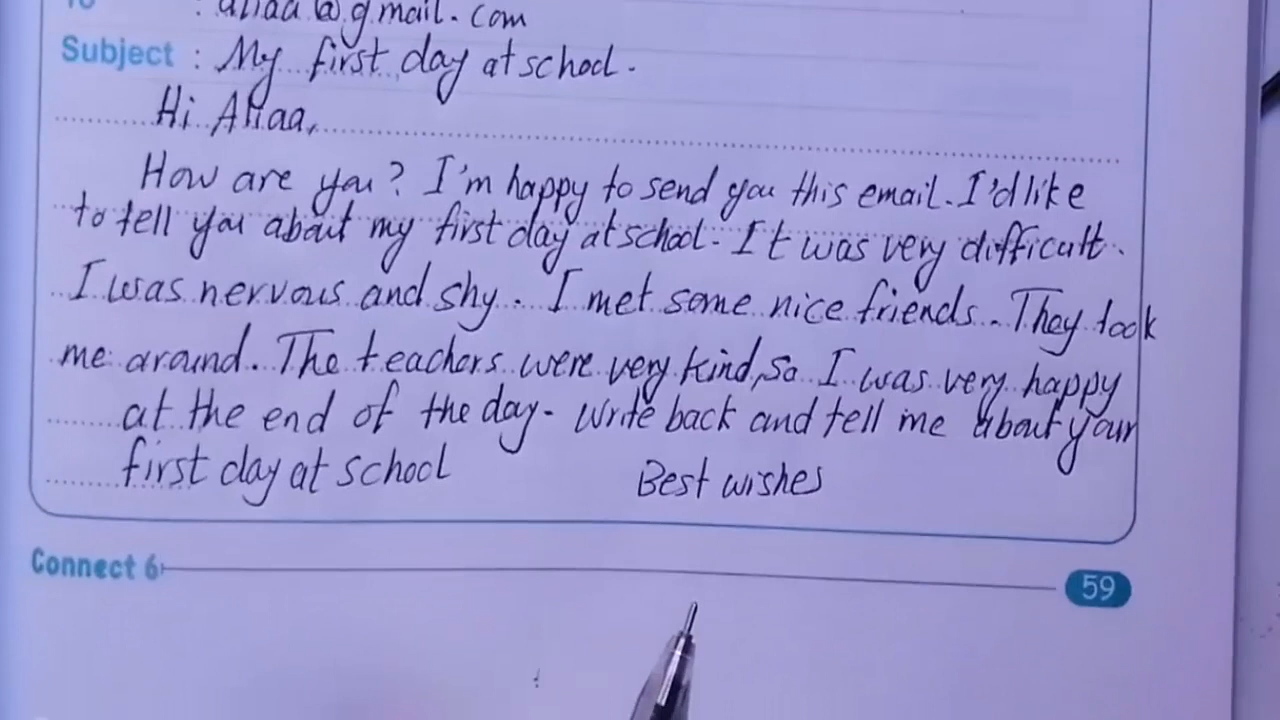 To : aliaa@gmail.com
Subject : My first day at school.
Hi Aliaa,
How are you? I'm happy to send you this email. I'd like
to tell you about my first day at school. It was very difficult.
I was nervous and shy. I met some nice friends. They took
me around. The teachers were very kind, so I was very happy
at the end of the day. Write back and tell me about your
first day at school
Best wishes
Connect 6
59